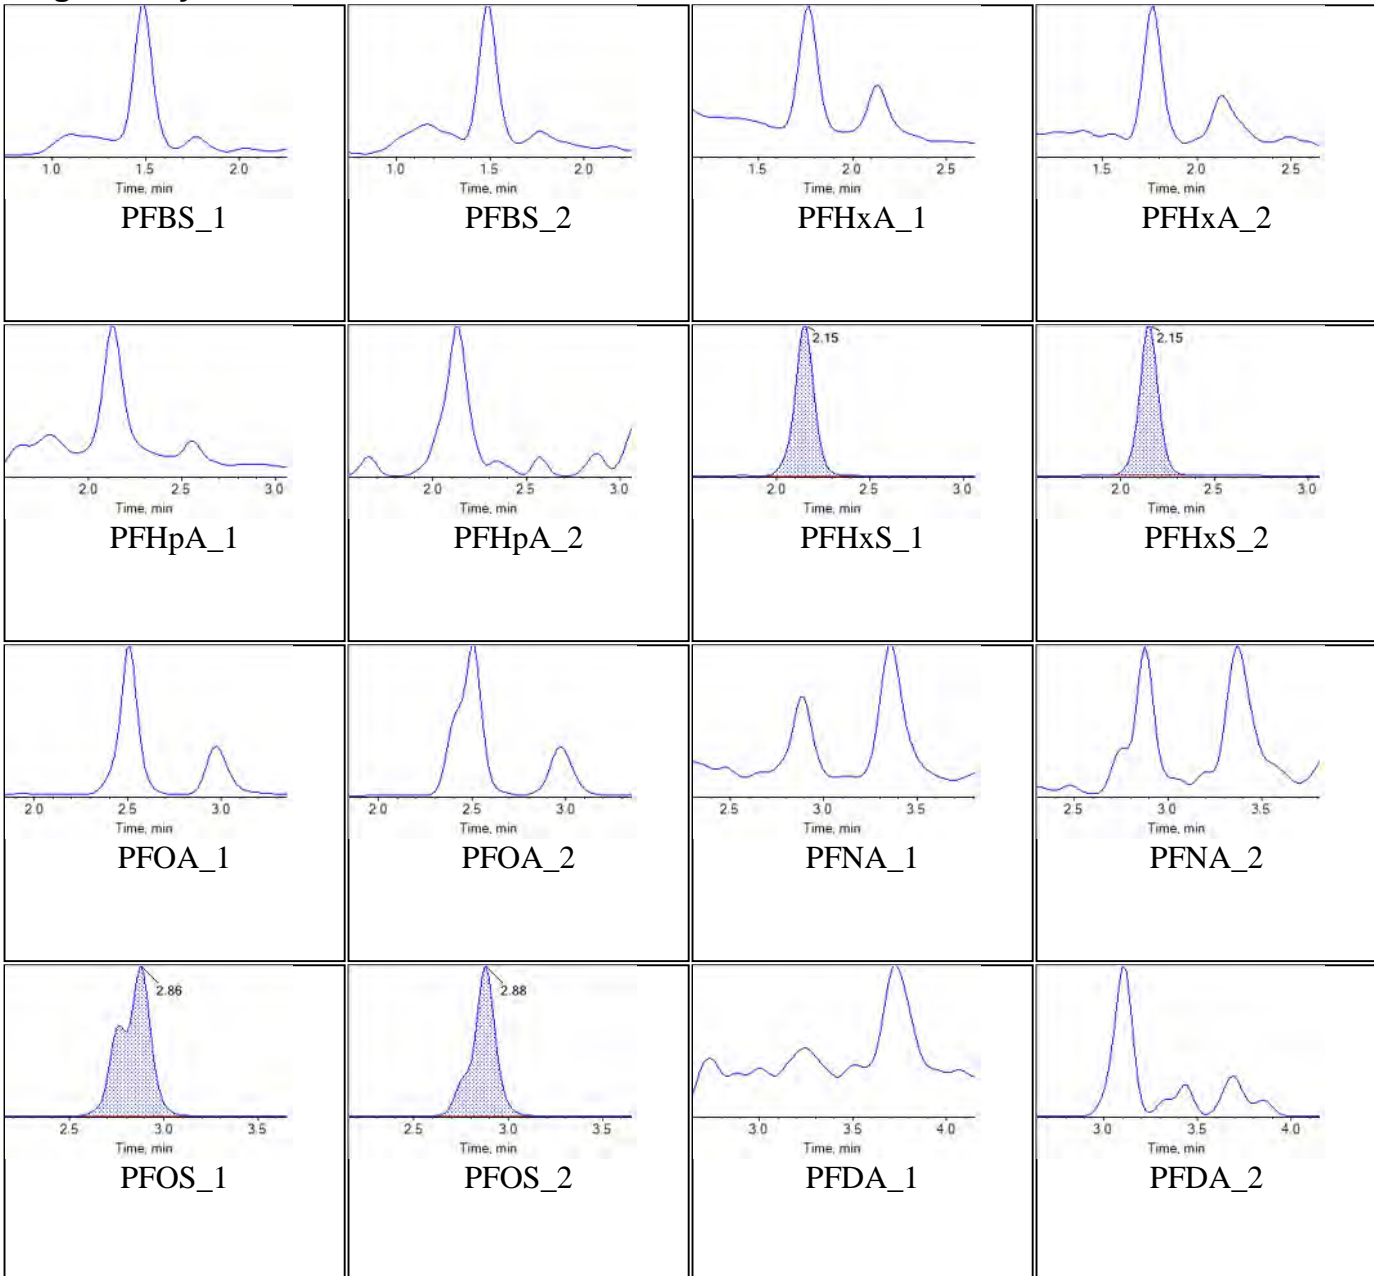 1.0 1.5 2.0
Time, min
PFBS_1
1.0 1.5 2.0
Time, min
PFBS_2
1.5 2.0 2.5
Time, min
PFHxA_1
1.5 2.0 2.5
Time, min
PFHxA_2
2.0 2.5 3.0
Time, min
PFHpA_1
2.0 2.5 3.0
Time, min
PFHpA_2
2.15
2.0 2.5 3.0
Time, min
PFHxS_1
2.15
2.0 2.5 3.0
Time, min
PFHxS_2
2.0 2.5 3.0
Time, min
PFOA_1
2.0 2.5 3.0
Time, min
PFOA_2
2.5 3.0 3.5
Time, min
PFNA_1
2.5 3.0 3.5
Time, min
PFNA_2
2.86
2.5 3.0 3.5
Time, min
PFOS_1
2.88
2.5 3.0 3.5
Time, min
PFOS_2
3.0 3.5 4.0
Time, min
PFDA_1
3.0 3.5 4.0
Time, min
PFDA_2